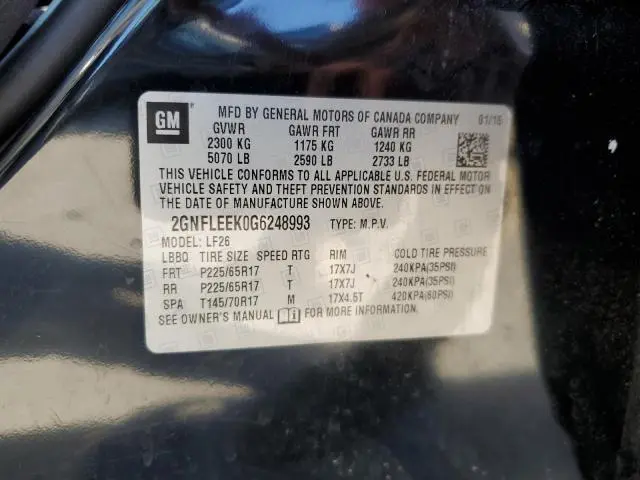 GM
MFD BY GENERAL MOTORS OF CANADA COMPANY 01/16
GVWR GAWR FRT GAWR RR
2300 KG 1175 KG 1240 KG
5070 LB 2590 LB 2733 LB
THIS VEHICLE CONFORMS TO ALL APPLICABLE U.S. FEDERAL MOTOR
VEHICLE SAFETY AND THEFT PREVENTION STANDARDS IN EFFECT ON
THE DATE OF MANUFACTURE SHOWN ABOVE.
2GNFLEEK0G6248993 TYPE: M.P.V.
MODEL: LF26
LBBQ TIRE SIZE SPEED RTG RIM COLD TIRE PRESSURE
FRT P225/65R17 T 17X7J 240KPA(35PSI)
RR P225/65R17 T 17X7J 240KPA(35PSI)
SPA T145/70R17 M 17X4.5T 420KPA(60PSI)
SEE OWNER'S MANUAL FOR MORE INFORMATION.